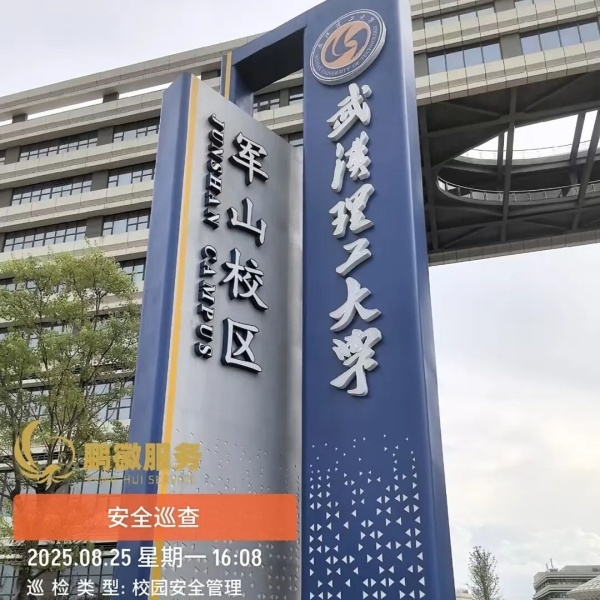 武汉理工大学
军山校区
JUNSHAN CAMPUS
鹏徽服务
HUI SE
安全巡查
2025.08.25 星期一 16:08
巡检类型: 校园安全管理